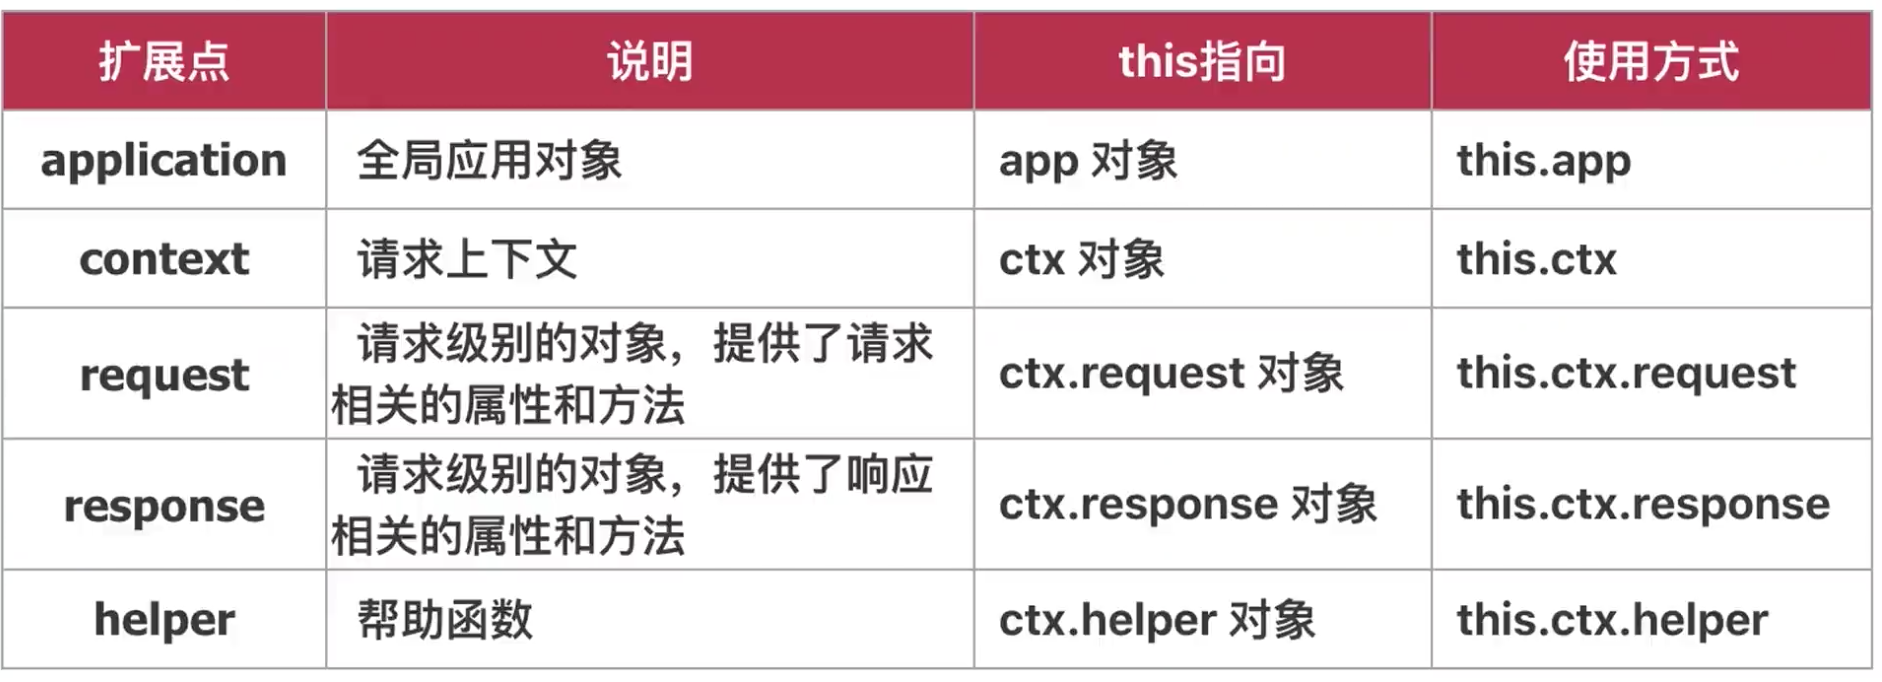 扩展点 说明 this指向 使用方式
application 全局应用对象 app 对象 this.app
context 请求上下文 ctx 对象 this.ctx
request 请求级别的对象，提供了请求
相关的属性和方法 ctx.request 对象 this.ctx.request
response 请求级别的对象，提供了响应
相关的属性和方法 ctx.response 对象 this.ctx.response
helper 帮助函数 ctx.helper 对象 this.ctx.helper